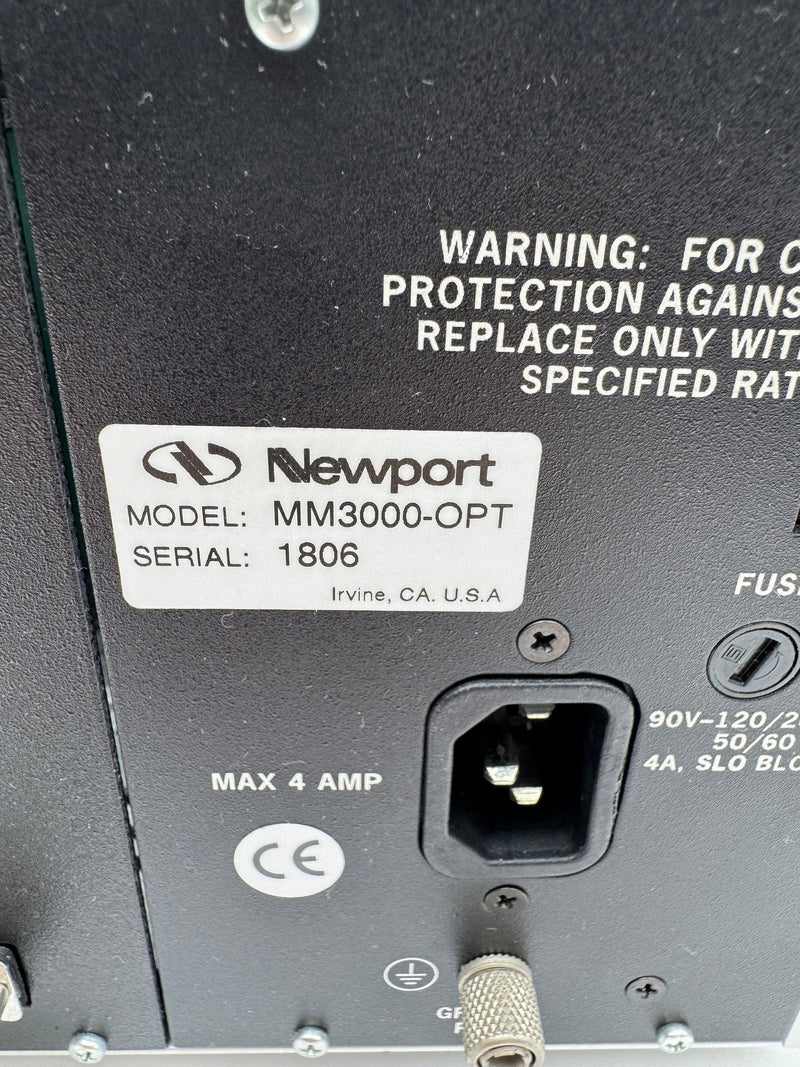 WARNING: FOR C
PROTECTION AGAINS
REPLACE ONLY WIT
SPECIFIED RAT
Newport
MODEL: MM3000-OPT
SERIAL: 1806
Irvine, CA. U.S.A
FUS
90V-120/2
50/60
4A, SLO BLO
MAX 4 AMP
CE